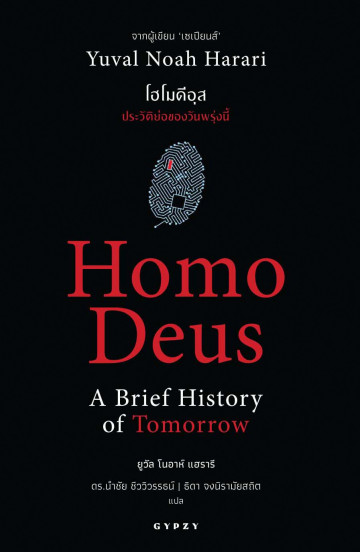 จากผู้เขียน 'เซเปียนส์'
Yuval Noah Harari
โฮโมดีอุส
ประวัติย่อของวันพรุ่งนี้
Homo
Deus
A Brief History
of Tomorrow
ยูวัล โนอาห์ แฮรารี
ดร.นำชัย ชีววิวรรธน์ | ธิดา จงนิรามัยสถิต
แปล
GYPZY